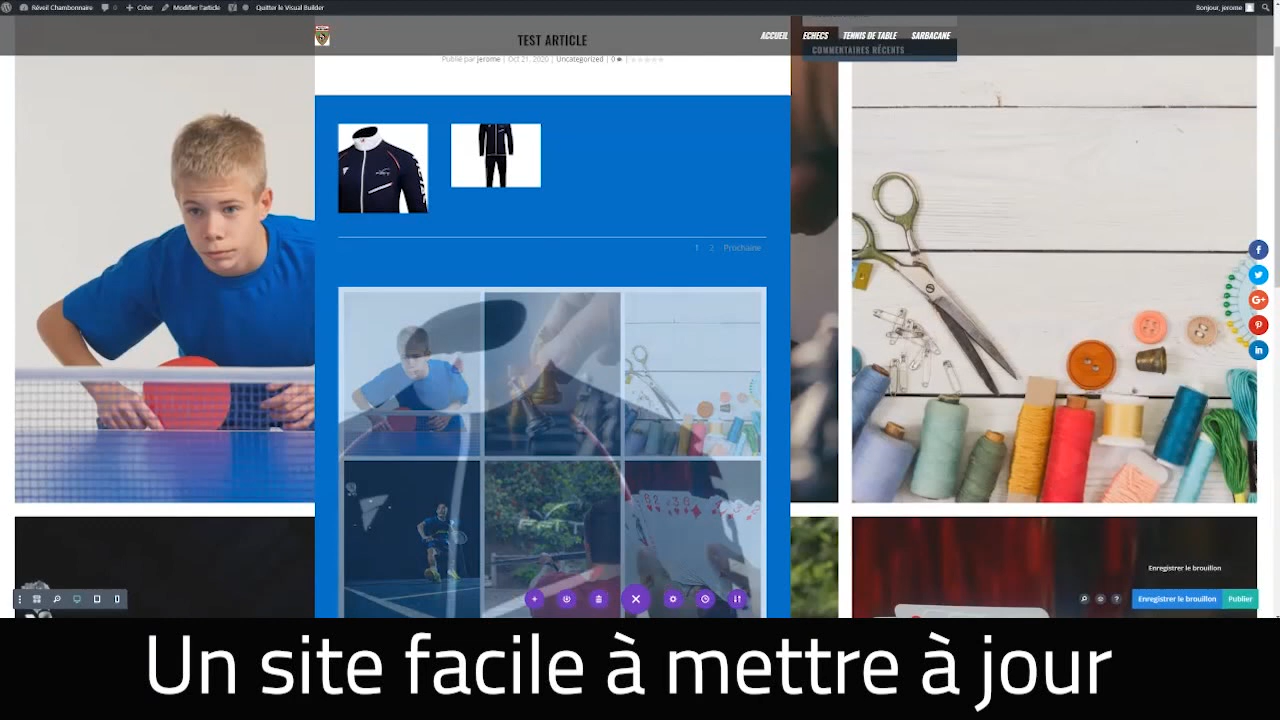 Réveil Chambonnaire 0 Créer Modifier l'article Quitter le Visual Builder Bonjour, jerome
TEST ARTICLE
ACCUEIL ECHECS TENNIS DE TABLE SARBACANE
COMMENTAIRES RÉCENTS
Publié par jerome | Oct 21, 2020 | Uncategorized | 0 |
1 2 Prochaine
Enregistrer le brouillon
Enregistrer le brouillon Publier
Un site facile à mettre à jour